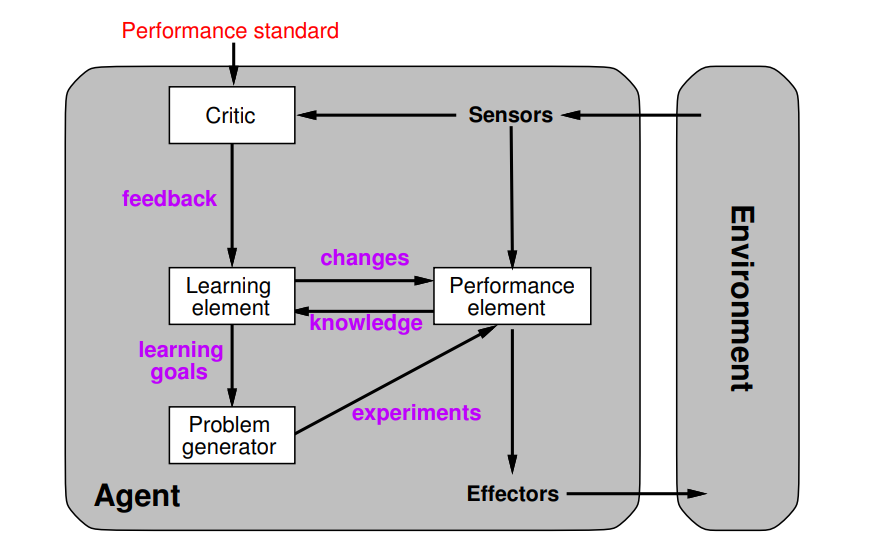 Performance standard
Critic
Sensors
feedback
changes
Learning
element
Performance
element
knowledge
learning
goals
experiments
Problem
generator
Agent
Effectors
Environment